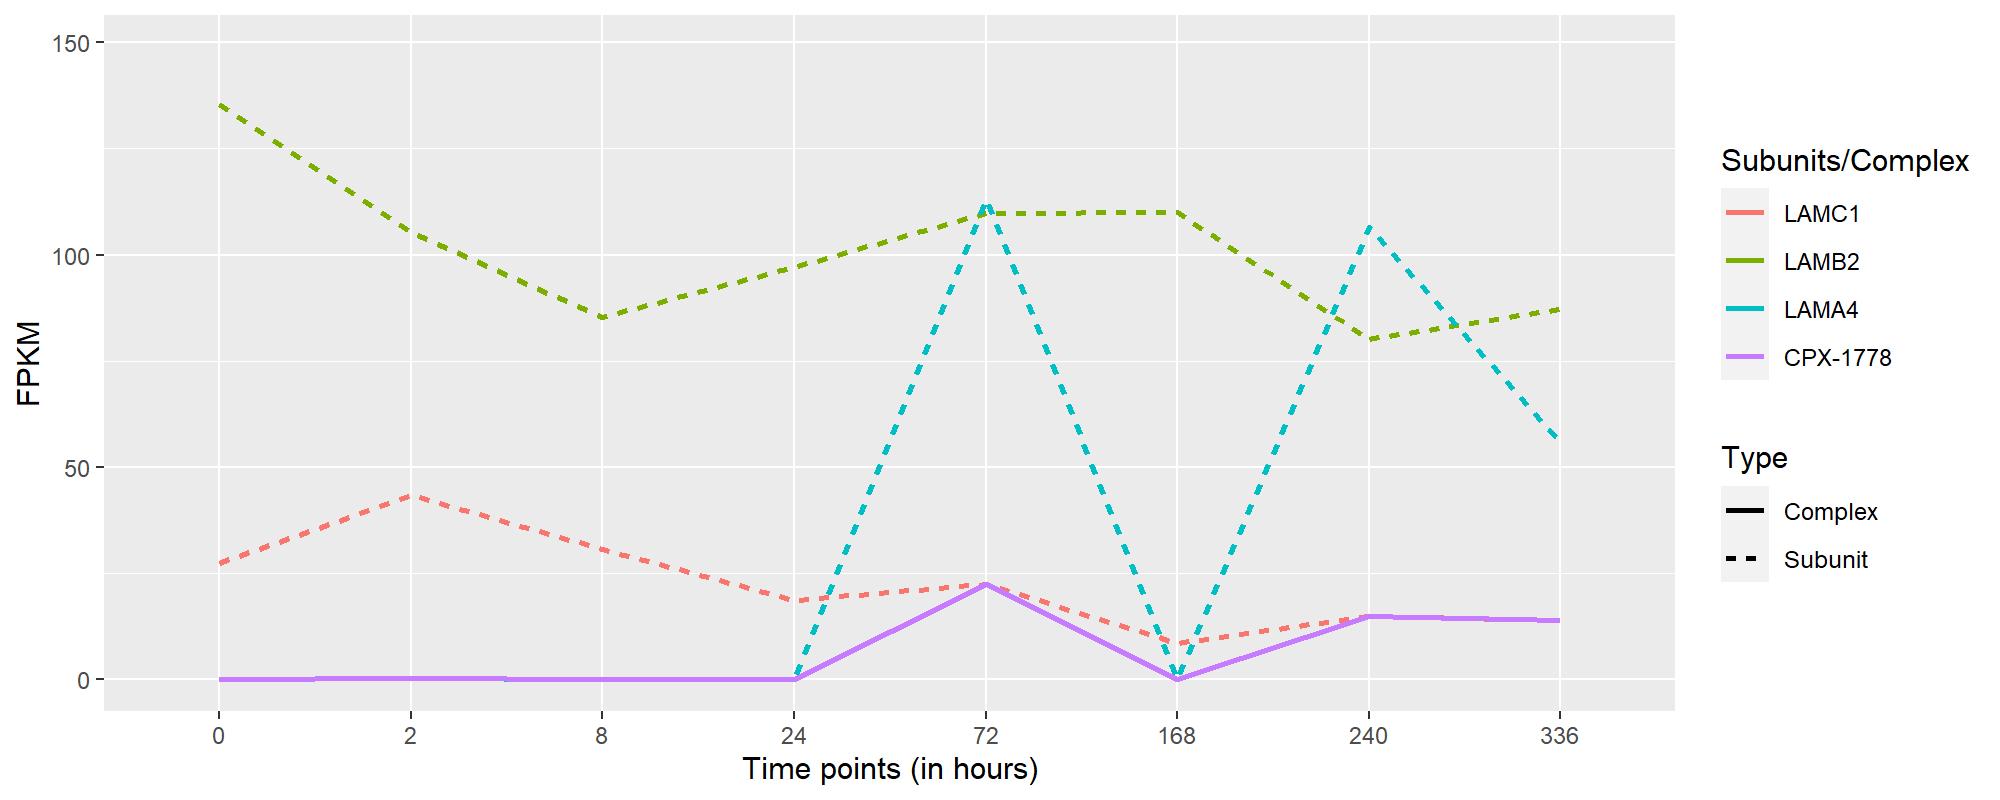 150
100
50
0
FPKM
0 2 8 24 72 168 240 336
Time points (in hours)
Subunits/Complex
LAMC1
LAMB2
LAMA4
CPX-1778
Type
Complex
Subunit